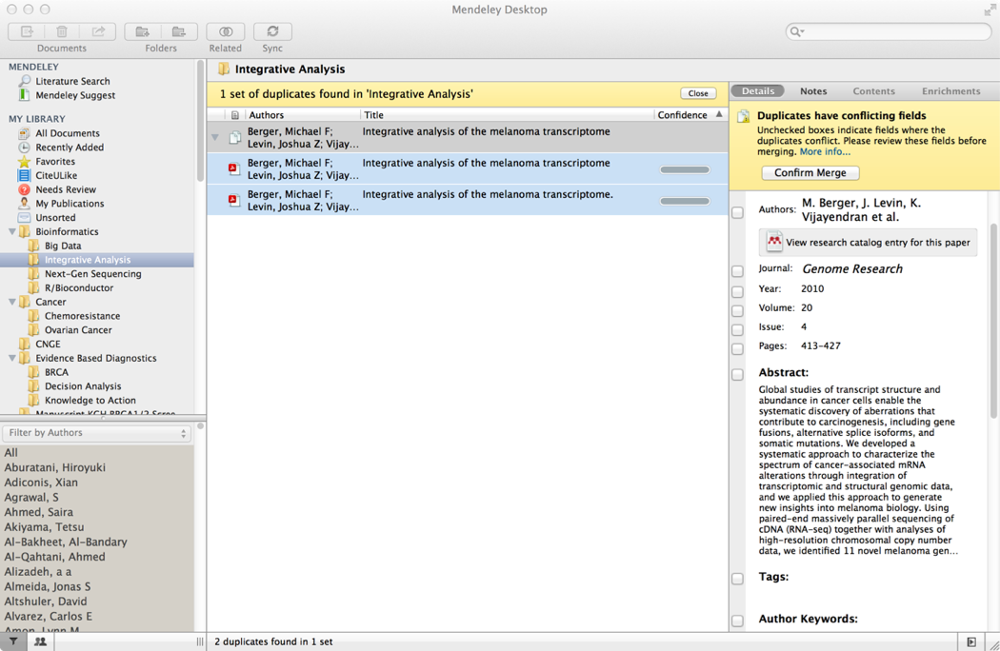 Mendeley Desktop
Documents
Folders
Related
Sync
MENDELEY
Literature Search
Mendeley Suggest
MY LIBRARY
All Documents
Recently Added
Favorites
CiteULike
Needs Review
My Publications
Unsorted
Bioinformatics
Big Data
Integrative Analysis
Next-Gen Sequencing
R/Bioconductor
Cancer
Chemoresistance
Ovarian Cancer
CNGE
Evidence Based Diagnostics
BRCA
Decision Analysis
Knowledge to Action
Manuscript KGH BRCA1/2 Scree
Filter by Authors
All
Aburatani, Hiroyuki
Adiconis, Xian
Agrawal, S
Ahmed, Saira
Akiyama, Tetsu
Al-Bakheet, Al-Bandary
Al-Qahtani, Ahmed
Alizadeh, a a
Almeida, Jonas S
Altshuler, David
Alvarez, Carlos E
Amon, Lynn M
Integrative Analysis
1 set of duplicates found in 'Integrative Analysis'
Close
Authors Title Confidence
Berger, Michael F; Integrative analysis of the melanoma transcriptome
Levin, Joshua Z; Vijay...
Berger, Michael F; Integrative analysis of the melanoma transcriptome
Levin, Joshua Z; Vijay...
Berger, Michael F; Integrative analysis of the melanoma transcriptome.
Levin, Joshua Z; Vijay...
2 duplicates found in 1 set
Details Notes Contents Enrichments
Duplicates have conflicting fields
Unchecked boxes indicate fields where the
duplicates conflict. Please review these fields before
merging. More info...
Confirm Merge
Authors: M. Berger, J. Levin, K.
Vijayendran et al.
View research catalog entry for this paper
Journal: Genome Research
Year: 2010
Volume: 20
Issue: 4
Pages: 413-427
Abstract:
Global studies of transcript structure and
abundance in cancer cells enable the
systematic discovery of aberrations that
contribute to carcinogenesis, including gene
fusions, alternative splice isoforms, and
somatic mutations. We developed a
systematic approach to characterize the
spectrum of cancer-associated mRNA
alterations through integration of
transcriptomic and structural genomic data,
and we applied this approach to generate
new insights into melanoma biology. Using
paired-end massively parallel sequencing of
cDNA (RNA-seq) together with analyses of
high-resolution chromosomal copy number
data, we identified 11 novel melanoma gen...
Tags:
Author Keywords: